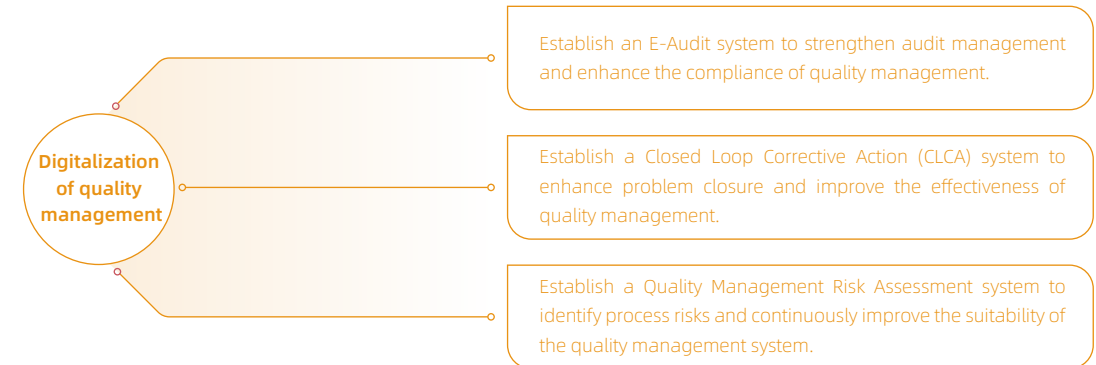 Digitalization
of quality
management
Establish an E-Audit system to strengthen audit management
and enhance the compliance of quality management.
Establish a Closed Loop Corrective Action (CLCA) system to
enhance problem closure and improve the effectiveness of
quality management.
Establish a Quality Management Risk Assessment system to
identify process risks and continuously improve the suitability of
the quality management system.